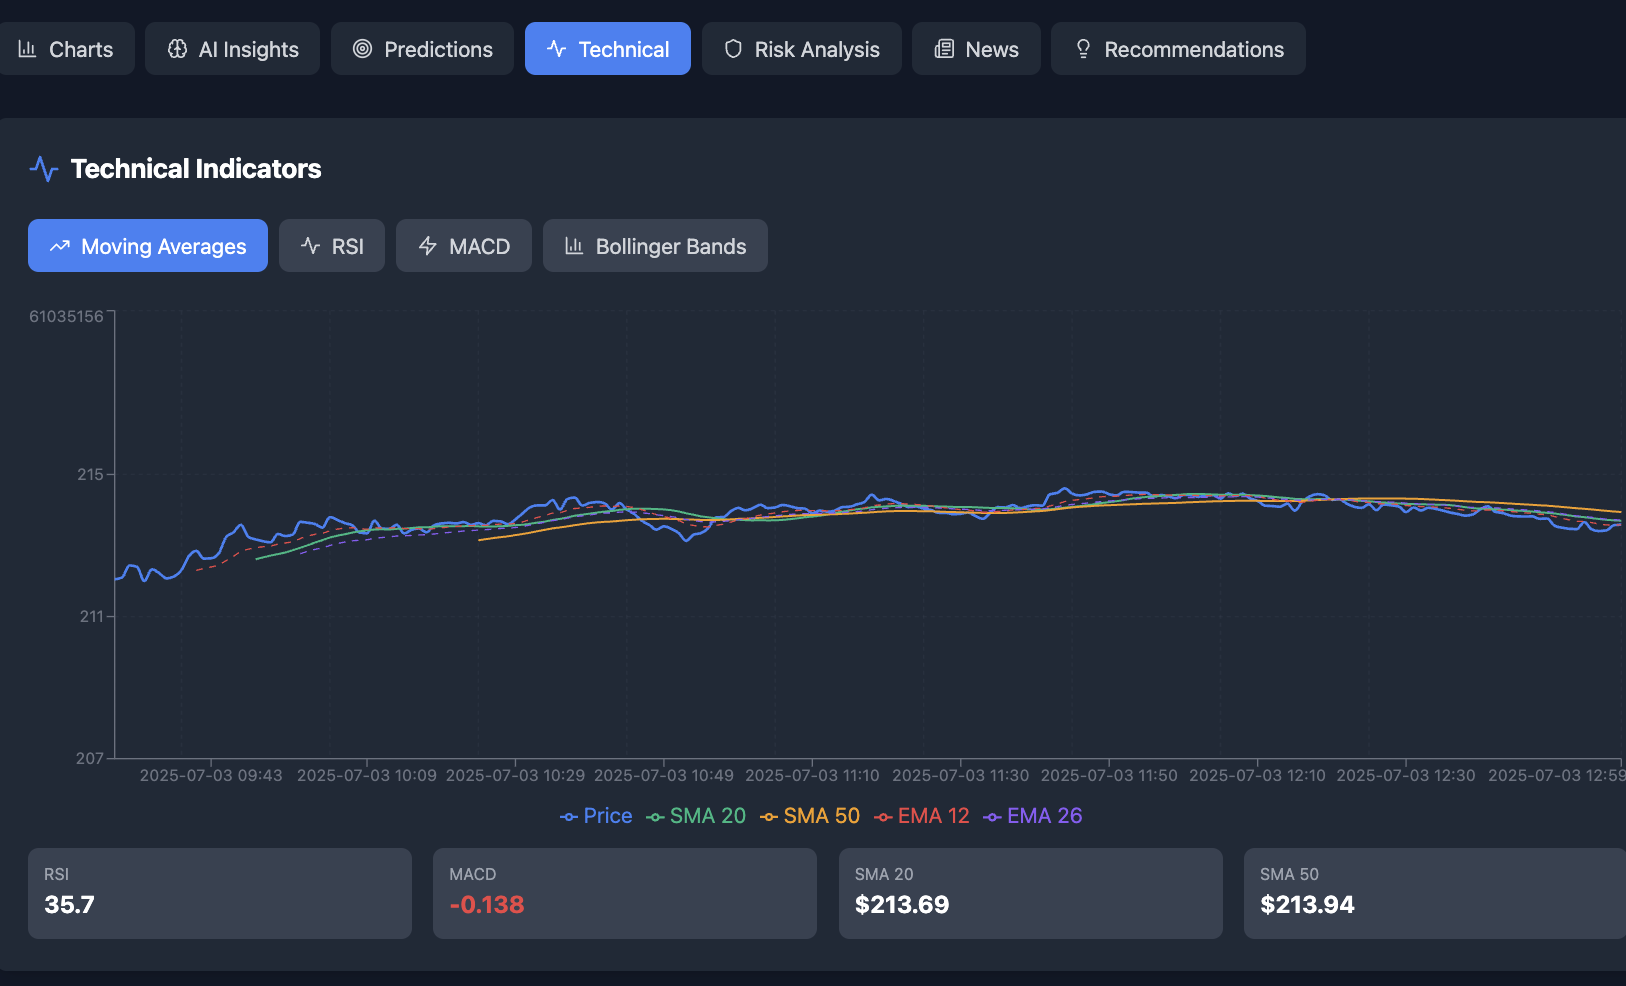 Charts AI Insights Predictions Technical Risk Analysis News Recommendations
Technical Indicators
Moving Averages RSI MACD Bollinger Bands
61035156
215
211
207
2025-07-03 09:43 2025-07-03 10:09 2025-07-03 10:29 2025-07-03 10:49 2025-07-03 11:10 2025-07-03 11:30 2025-07-03 11:50 2025-07-03 12:10 2025-07-03 12:30 2025-07-03 12:59
Price SMA 20 SMA 50 EMA 12 EMA 26
RSI MACD SMA 20 SMA 50
35.7 -0.138 $213.69 $213.94